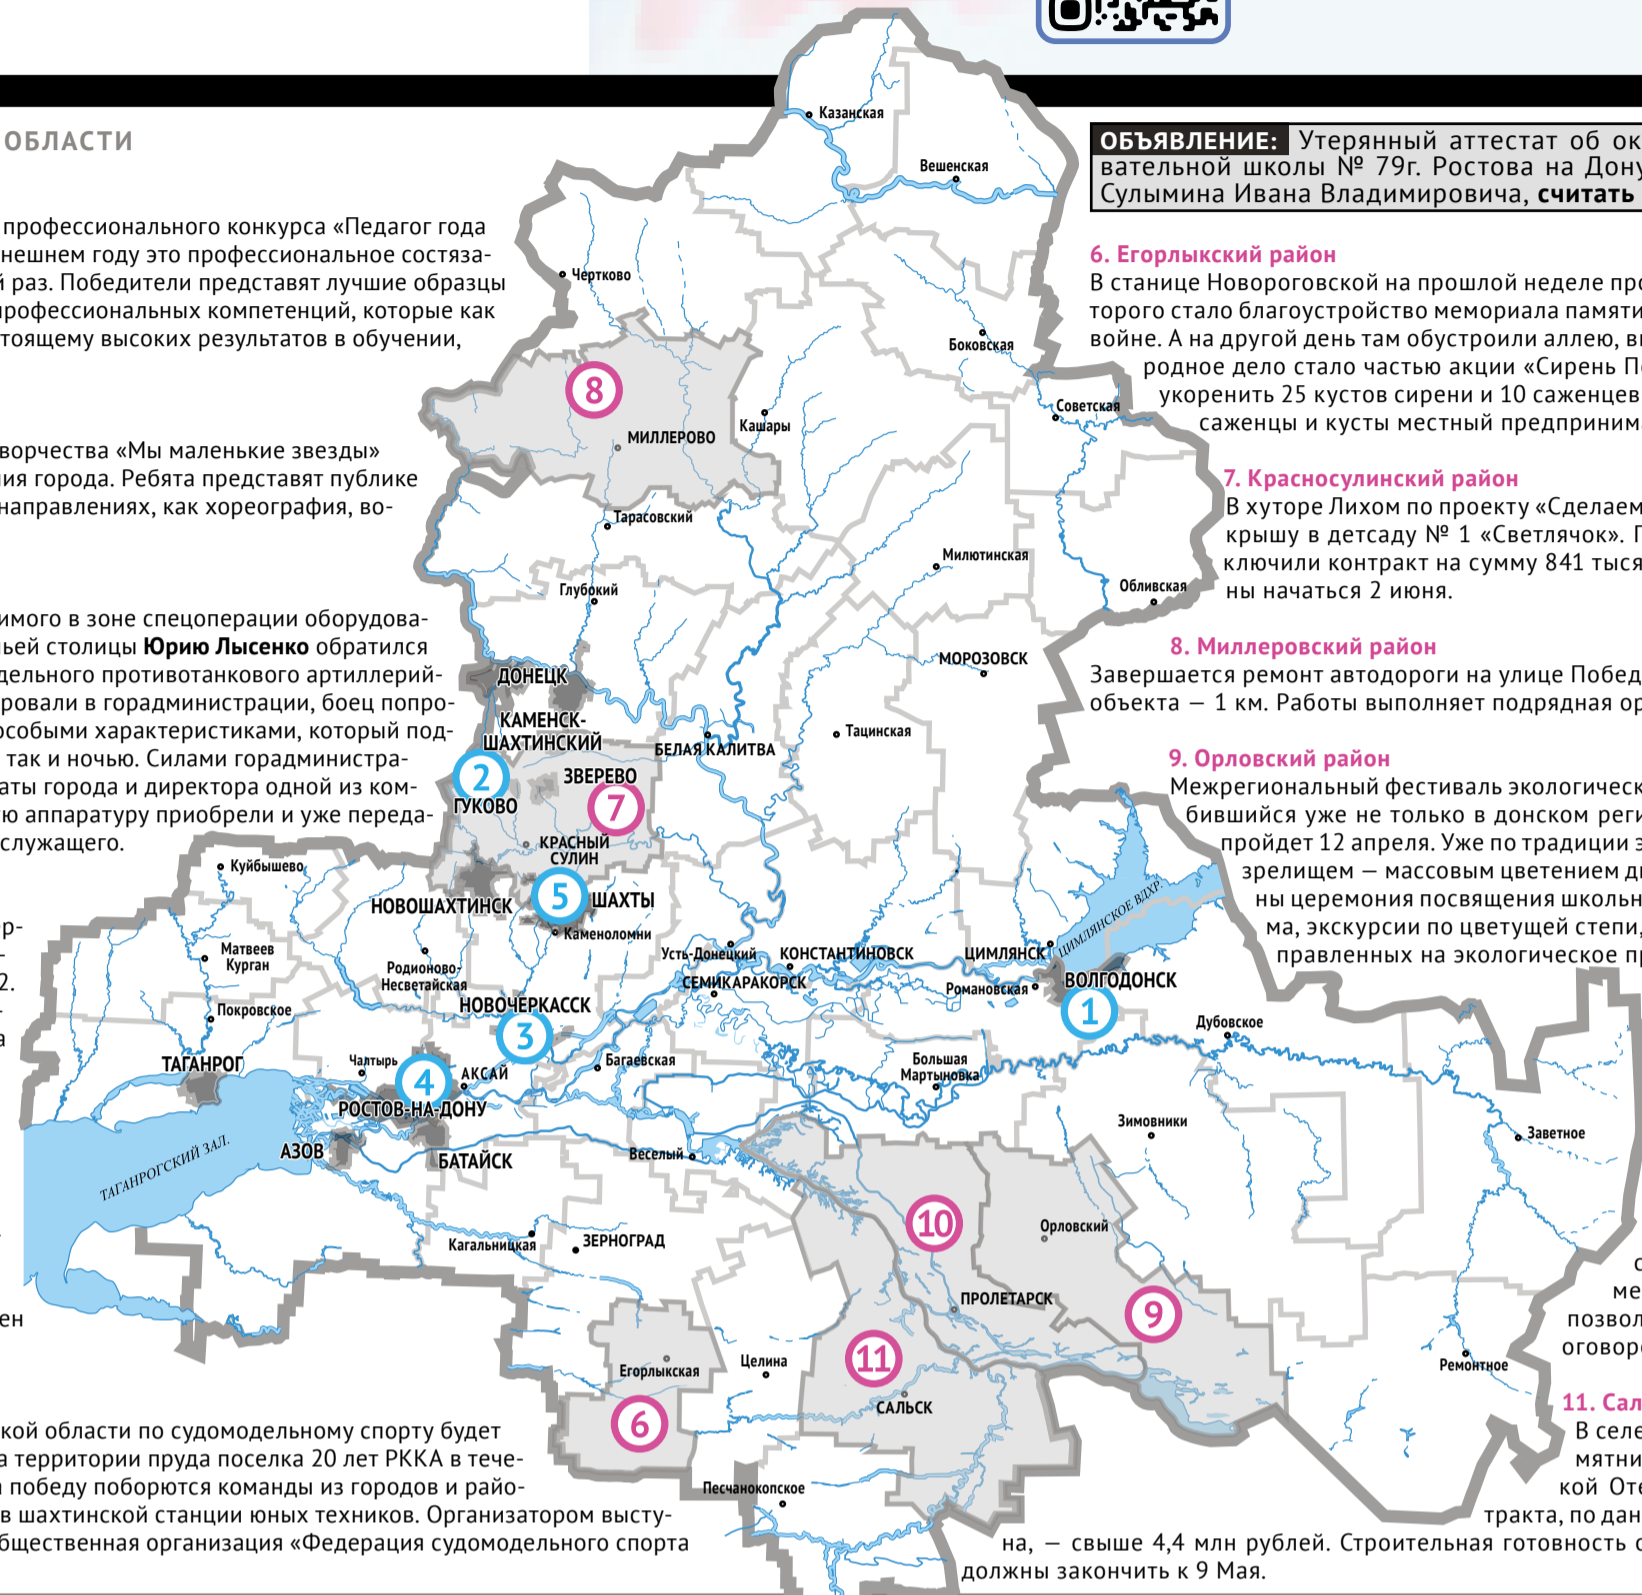 ОБЛАСТИ
профессионального конкурса «Педагог года
нешнем году это профессиональное состяза-
й раз. Победители представят лучшие образцы
профессиональных компетенций, которые как
тоящему высоких результатов в обучении,
ворчества «Мы маленькие звезды»
ия города. Ребята представят публике
направлениях, как хореография, во-
имого в зоне спецоперации оборудова-
ьей столицы Юрию Лысенко обратился
дельного противотанкового артиллерий-
ровали в горадминистрации, боец попро-
особыми характеристиками, который под-
так и ночью. Силами горадминистра-
аты города и директора одной из ком-
ю аппаратуру приобрели и уже переда-
служащего.
ер-
-
2.
-
а
ен
кой области по судомодельному спорту будет
а территории пруда поселка 20 лет РККА в тече-
а победу поборются команды из городов и райо-
в шахтинской станции юных техников. Организатором высту-
бщественная организация «Федерация судомодельного спорта
Казанская
Вешенская
Чертково
Боковская
Советская
8
МИЛЛЕРОВО
Кашары
Тарасовский
Милютинская
Обливская
Глубокий
МОРОЗОВСК
ДОНЕЦК
КАМЕНСК-
ШАХТИНСКИЙ
Тацинская
БЕЛАЯ КАЛИТВА
2
ЗВЕРЕВО
ГУКОВО
7
КРАСНЫЙ
СУЛИН
Куйбышево
5
ШАХТЫ
НОВОШАХТИНСК
Каменоломни
ЦИМЛЯНСКОЕ ВДХР.
Матвеев
Курган
Родионово-
Несветайская
Усть-Донецкий
КОНСТАНТИНОВСК
ЦИМЛЯНСК
СЕМИКАРАКОРСК
Романовская
ВОЛГОДОНСК
1
Покровское
НОВОЧЕРКАССК
3
Дубовское
ТАГАНРОГ
Чалтырь
4
АКСАЙ
Багаевская
Большая
Мартыновка
РОСТОВ-НА-ДОНУ
ТАГАНРОГСКИЙ ЗАЛ.
АЗОВ
БАТАЙСК
Веселый
Зимовники
Заветное
10
Орловский
Кагальницкая
ЗЕРНОГРАД
ПРОЛЕТАРСК
9
11
Егорлыкская
Целина
Ремонтное
6
САЛЬСК
Песчанокопское
ОБЪЯВЛЕНИЕ: Утерянный аттестат об ок
вательной школы № 79г. Ростова на Дону
Сулымина Ивана Владимировича, считать
6. Егорлыкский район
В станице Новороговской на прошлой неделе про
торого стало благоустройство мемориала памяти
войне. А на другой день там обустроили аллею, вы
родное дело стало частью акции «Сирень По
укоренить 25 кустов сирени и 10 саженцев
саженцы и кусты местный предприним
7. Красносулинский район
В хуторе Лихом по проекту «Сделаем
крышу в детсаду № 1 «Светлячок». П
ключили контракт на сумму 841 тыся
ны начаться 2 июня.
8. Миллеровский район
Завершается ремонт автодороги на улице Побед
объекта — 1 км. Работы выполняет подрядная ор
9. Орловский район
Межрегиональный фестиваль экологическ
бившийся уже не только в донском реги
пройдет 12 апреля. Уже по традиции з
зрелищем — массовым цветением ди
ны церемония посвящения школьн
ма, экскурсии по цветущей степи,
правленных на экологическое пр
с
ме
позвол
оговоре
11. Сал
В селе
мятни
кой Оте
тракта, по дан
на, — свыше 4,4 млн рублей. Строительная готовность о
должны закончить к 9 Мая.